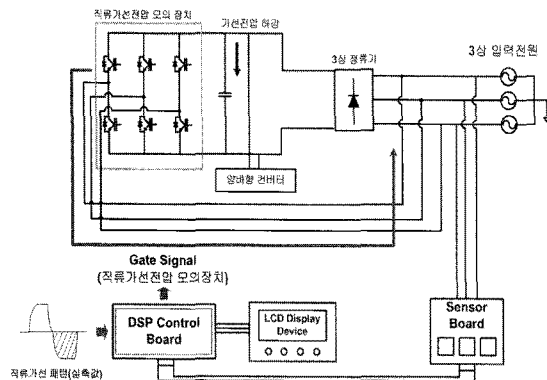 직류가선전압 모의 장치
가선전압 하강
3상 정류기
3상 입력전원
양방향 컨버터
Gate Signal
(직류가선전압 모의장치)
DSP Control
Board
LCD Display
Device
Sensor
Board
직류가선 패턴(실측값)